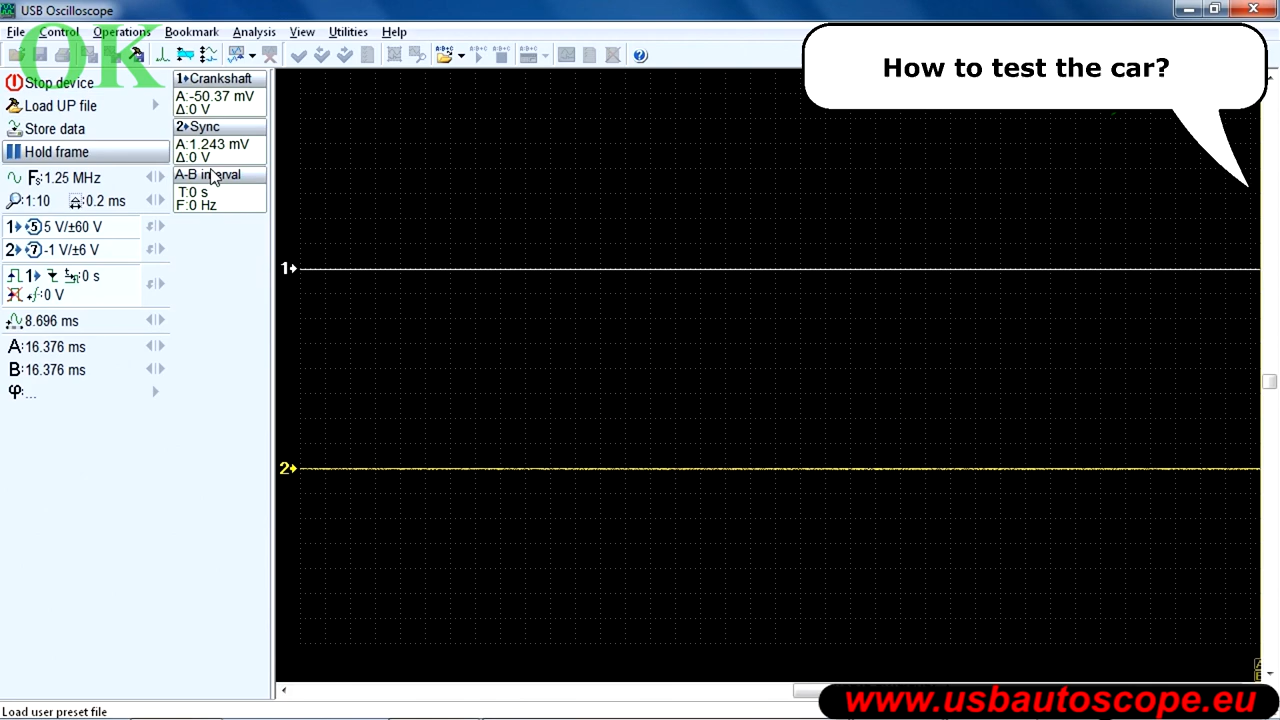 USB Oscilloscope
OK
File Control Operations Bookmark Analysis View Utilities Help
How to test the car?
Stop device
Load UP file
Store data
Hold frame
Fs:1.25 MHz
1:10 0.2 ms
1 5 5 V/±60 V
2 7 -1 V/±6 V
1 :0 s
f:0 V
8.696 ms
A:16.376 ms
B:16.376 ms
φ:...
1 Crankshaft
A:-50.37 mV
Δ:0 V
2 Sync
A:1.243 mV
Δ:0 V
A-B interval
T:0 s
F:0 Hz
1
2
A
B
www.usbautoscope.eu
Load user preset file